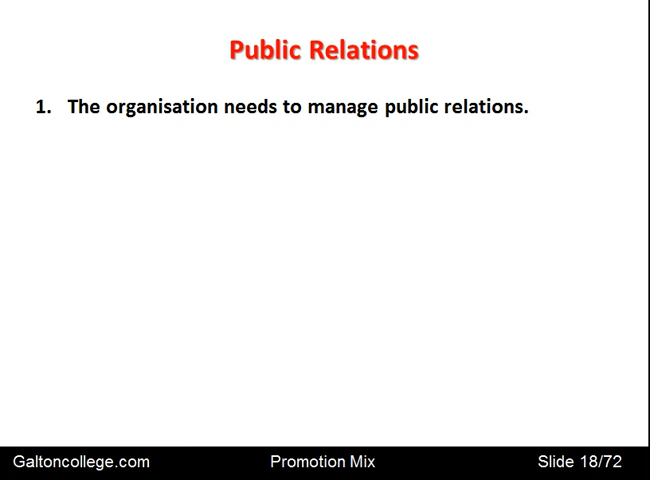 Public Relations
1. The organisation needs to manage public relations.
Galtoncollege.com Promotion Mix Slide 18/72